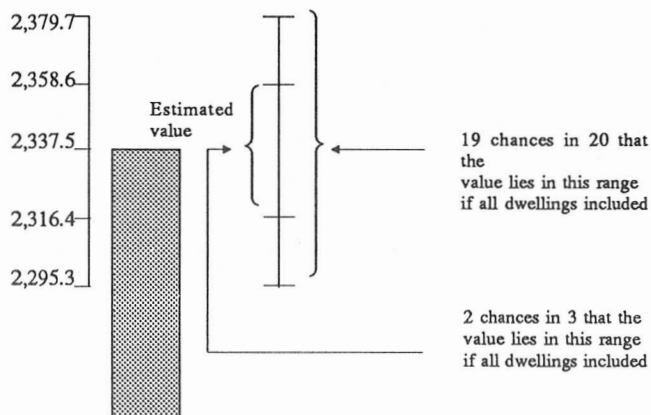 2,379.7
2,358.6
Estimated
value
2,337.5
19 chances in 20 that
the
value lies in this range
if all dwellings included
2,316.4
2,295.3
2 chances in 3 that the
value lies in this range
if all dwellings included